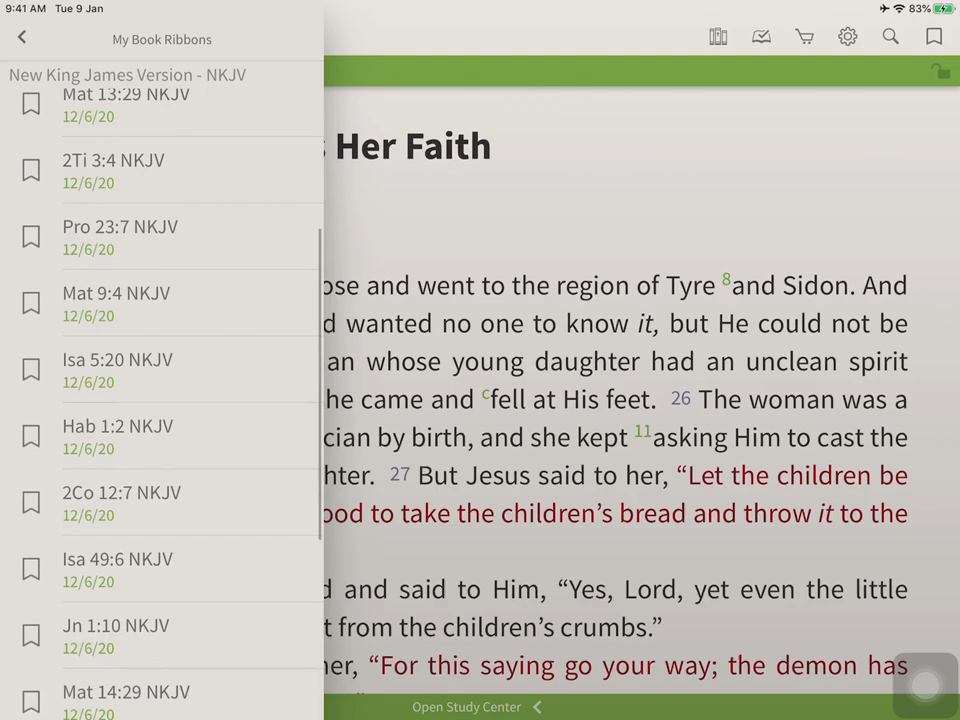 9:41 AM Tue 9 Jan
83%
My Book Ribbons
New King James Version - NKJV
Mat 13:29 NKJV
12/6/20
2Ti 3:4 NKJV
12/6/20
Pro 23:7 NKJV
12/6/20
Mat 9:4 NKJV
12/6/20
Isa 5:20 NKJV
12/6/20
Hab 1:2 NKJV
12/6/20
2Co 12:7 NKJV
12/6/20
Isa 49:6 NKJV
12/6/20
Jn 1:10 NKJV
12/6/20
Mat 14:29 NKJV
12/6/20
Her Faith
ose and went to the region of Tyre 8and Sidon. And
d wanted no one to know it, but He could not be
an whose young daughter had an unclean spirit
he came and cfell at His feet. 26 The woman was a
cian by birth, and she kept 11asking Him to cast the
hter. 27 But Jesus said to her, “Let the children be
ood to take the children’s bread and throw it to the
d and said to Him, “Yes, Lord, yet even the little
t from the children’s crumbs.”
her, “For this saying go your way; the demon has
Open Study Center